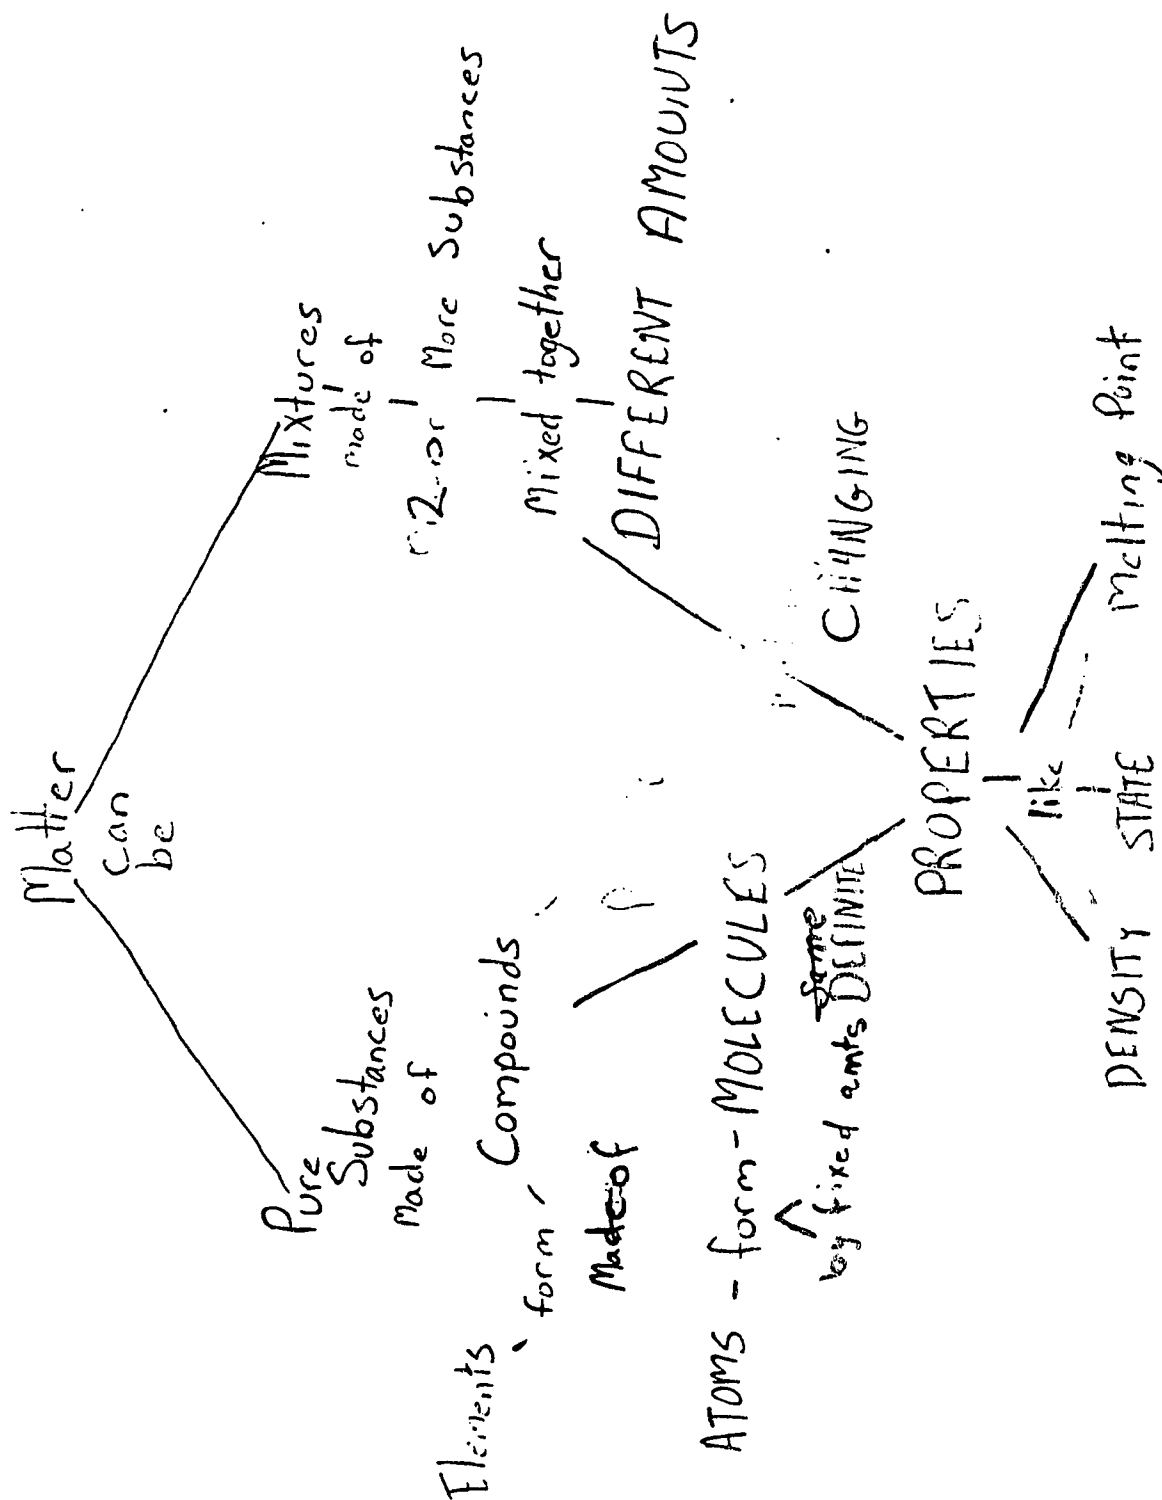 Matter
can
be
Pure
Substances
Made of
Mixtures
made of
2 or More Substances
Mixed together
DIFFERENT AMOUNTS
Elements
form
Compounds
Made of
ATOMS - form - MOLECULES
by fixed amts
Same
DEFINITE
CHANGING
PROPERTIES
like
DENSITY
STATE
Melting Point